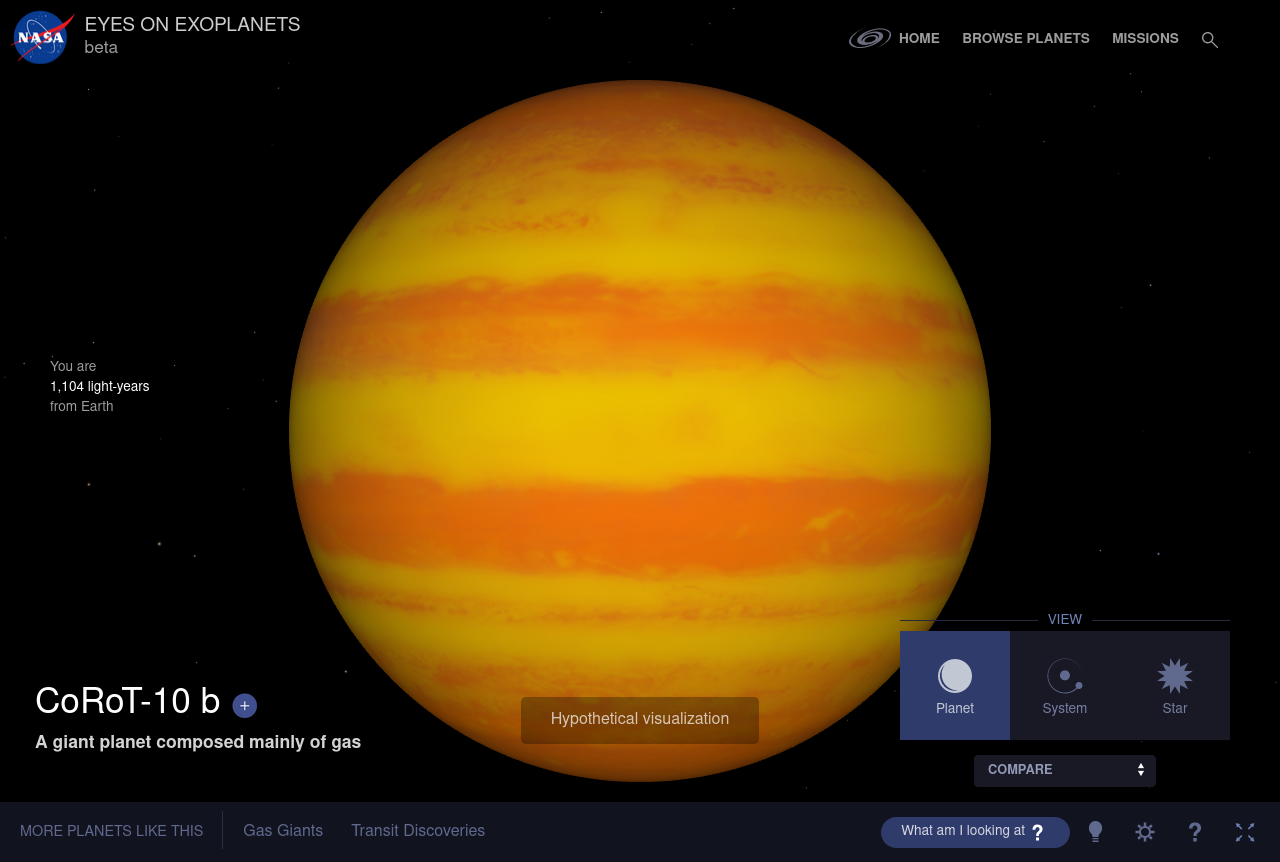 NASA
EYES ON EXOPLANETS
beta
HOME
BROWSE PLANETS
MISSIONS
You are
1,104 light-years
from Earth
VIEW
Planet
System
Star
CoRoT-10 b +
A giant planet composed mainly of gas
Hypothetical visualization
COMPARE
MORE PLANETS LIKE THIS
Gas Giants
Transit Discoveries
What am I looking at ?
?